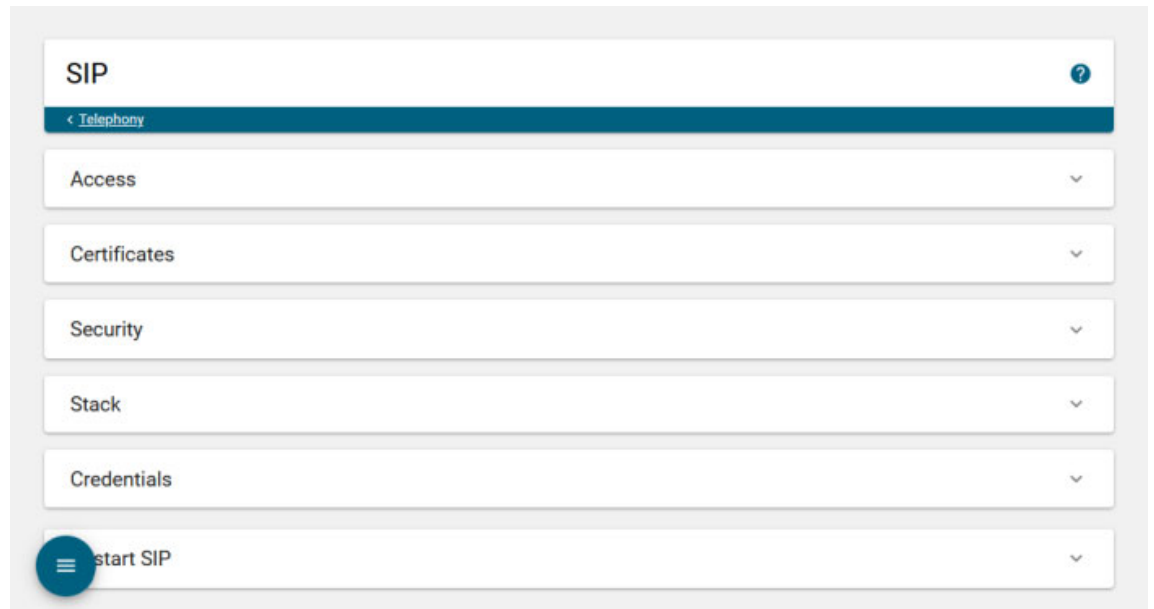 SIP
?
< Telephony
Access
Certificates
Security
Stack
Credentials
start SIP